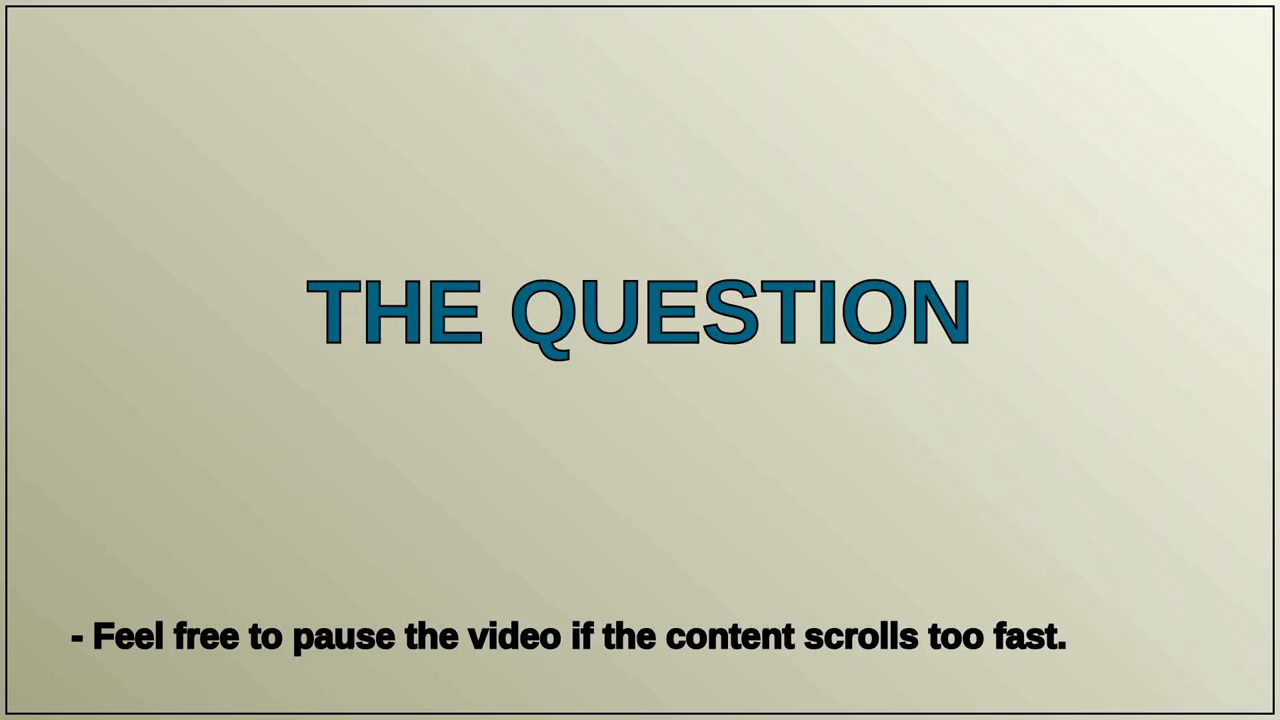 THE QUESTION
- Feel free to pause the video if the content scrolls too fast.